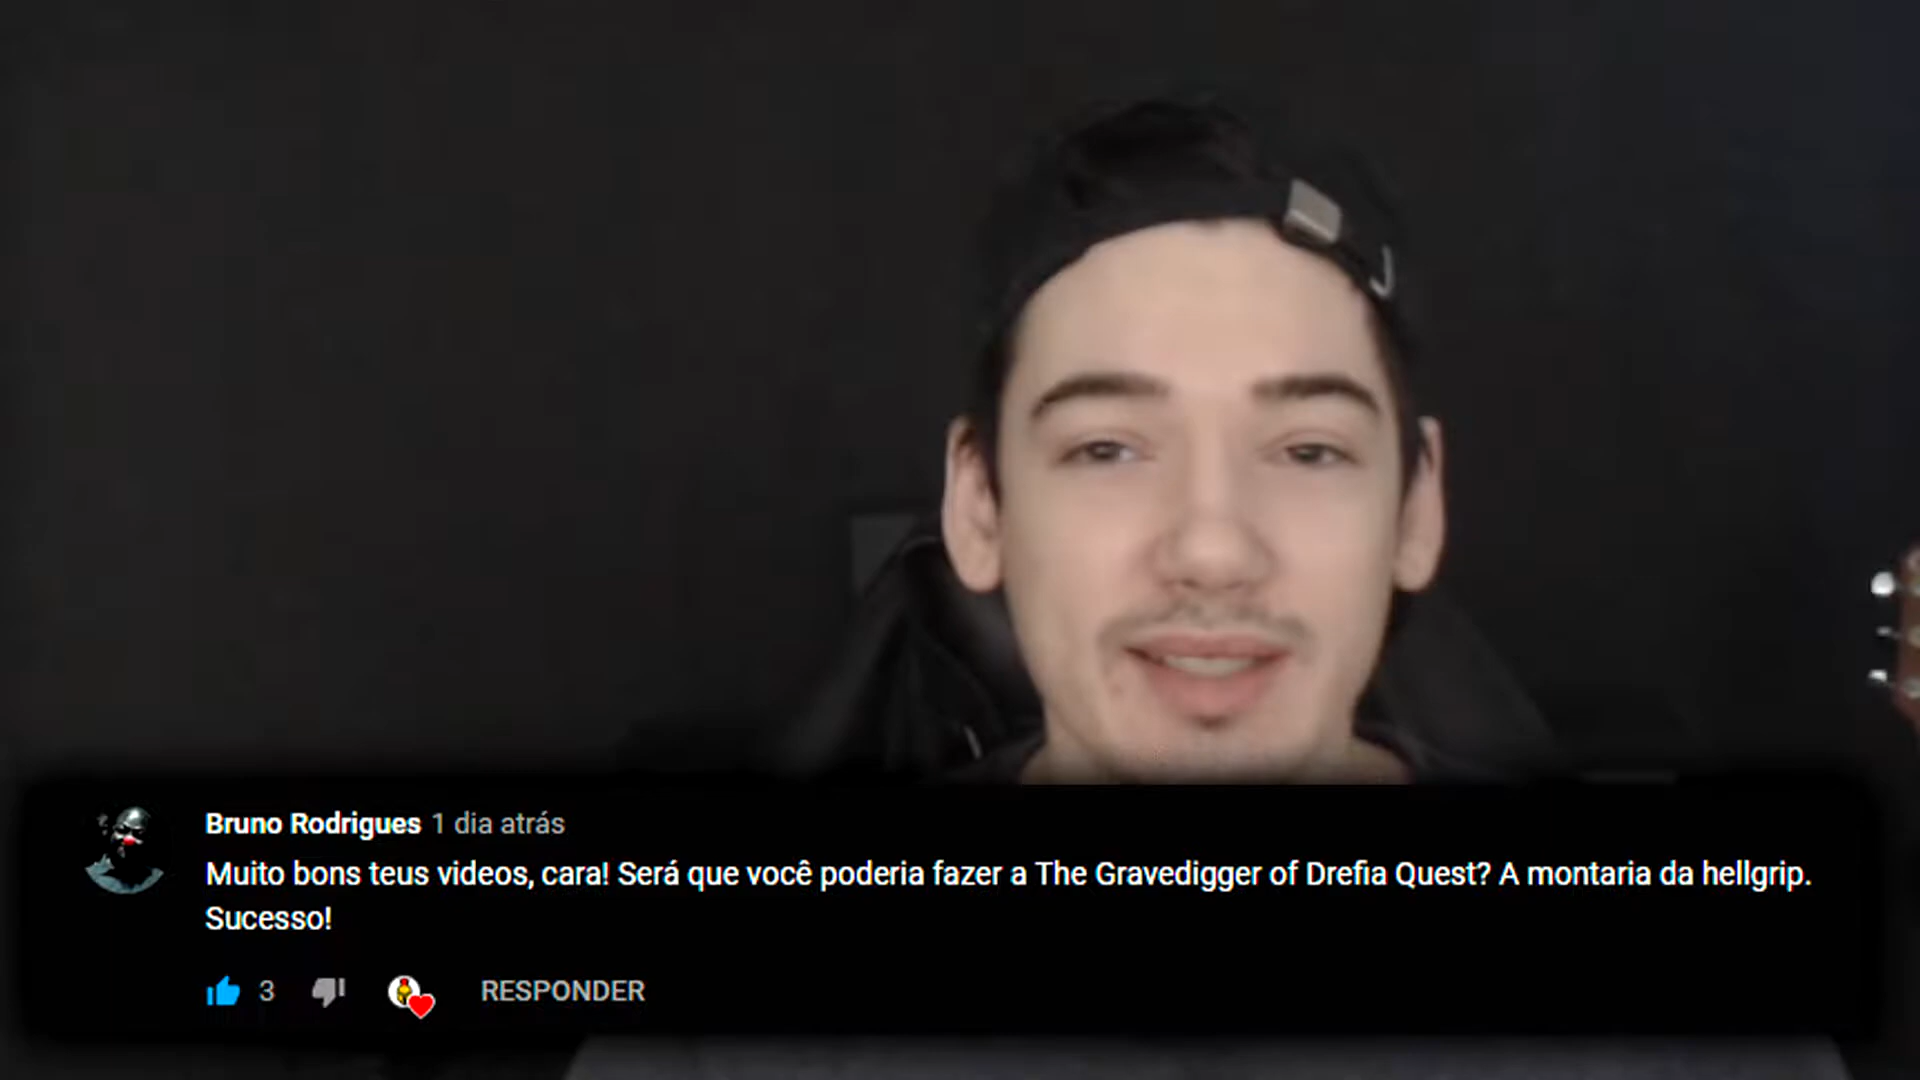 Bruno Rodrigues 1 dia atrás
Muito bons teus videos, cara! Será que você poderia fazer a The Gravedigger of Drefia Quest? A montaria da hellgrip.
Sucesso!
3 RESPONDER